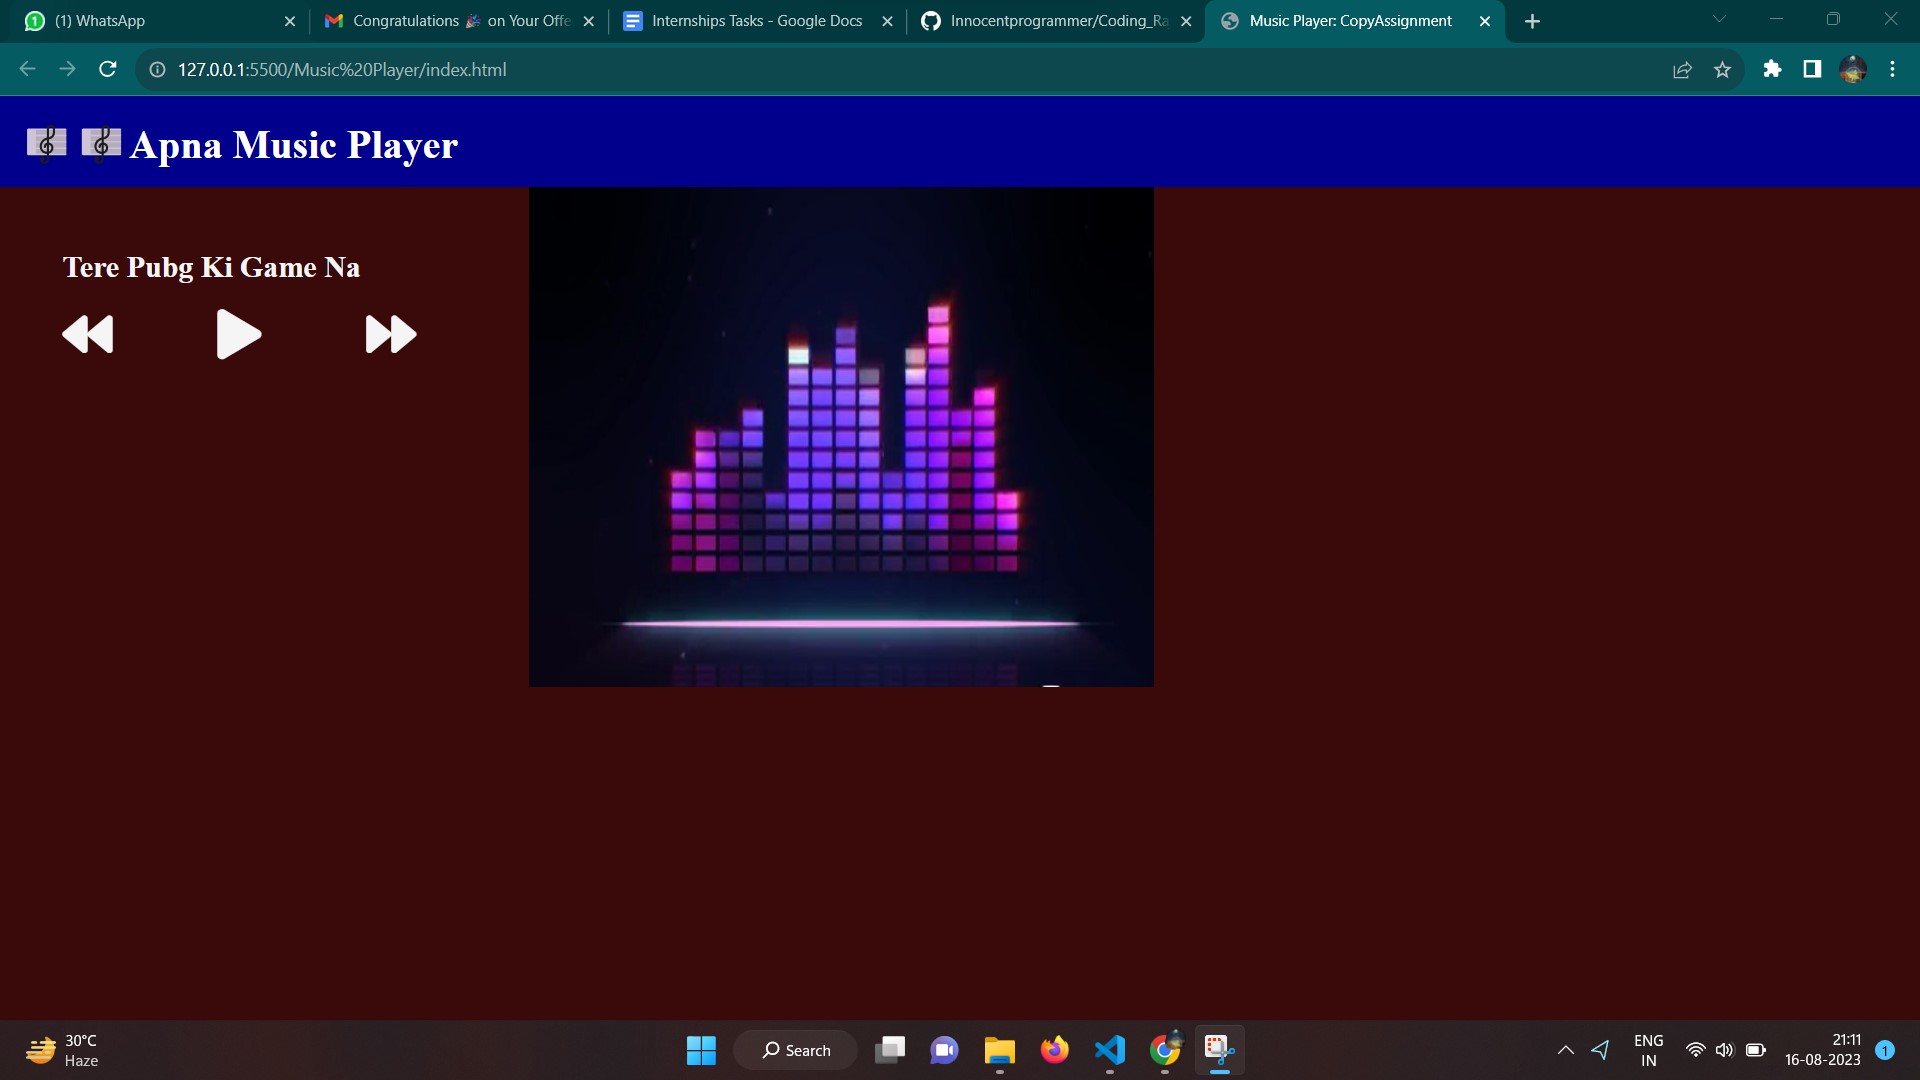 (1) WhatsApp
Congratulations 🎉 on Your Offe
Internships Tasks - Google Docs
Innocentprogrammer/Coding_Ra
Music Player: CopyAssignment
127.0.0.1:5500/Music%20Player/index.html
Apna Music Player
Tere Pubg Ki Game Na
30°C
Haze
Search
ENG
IN
21:11
16-08-2023
1